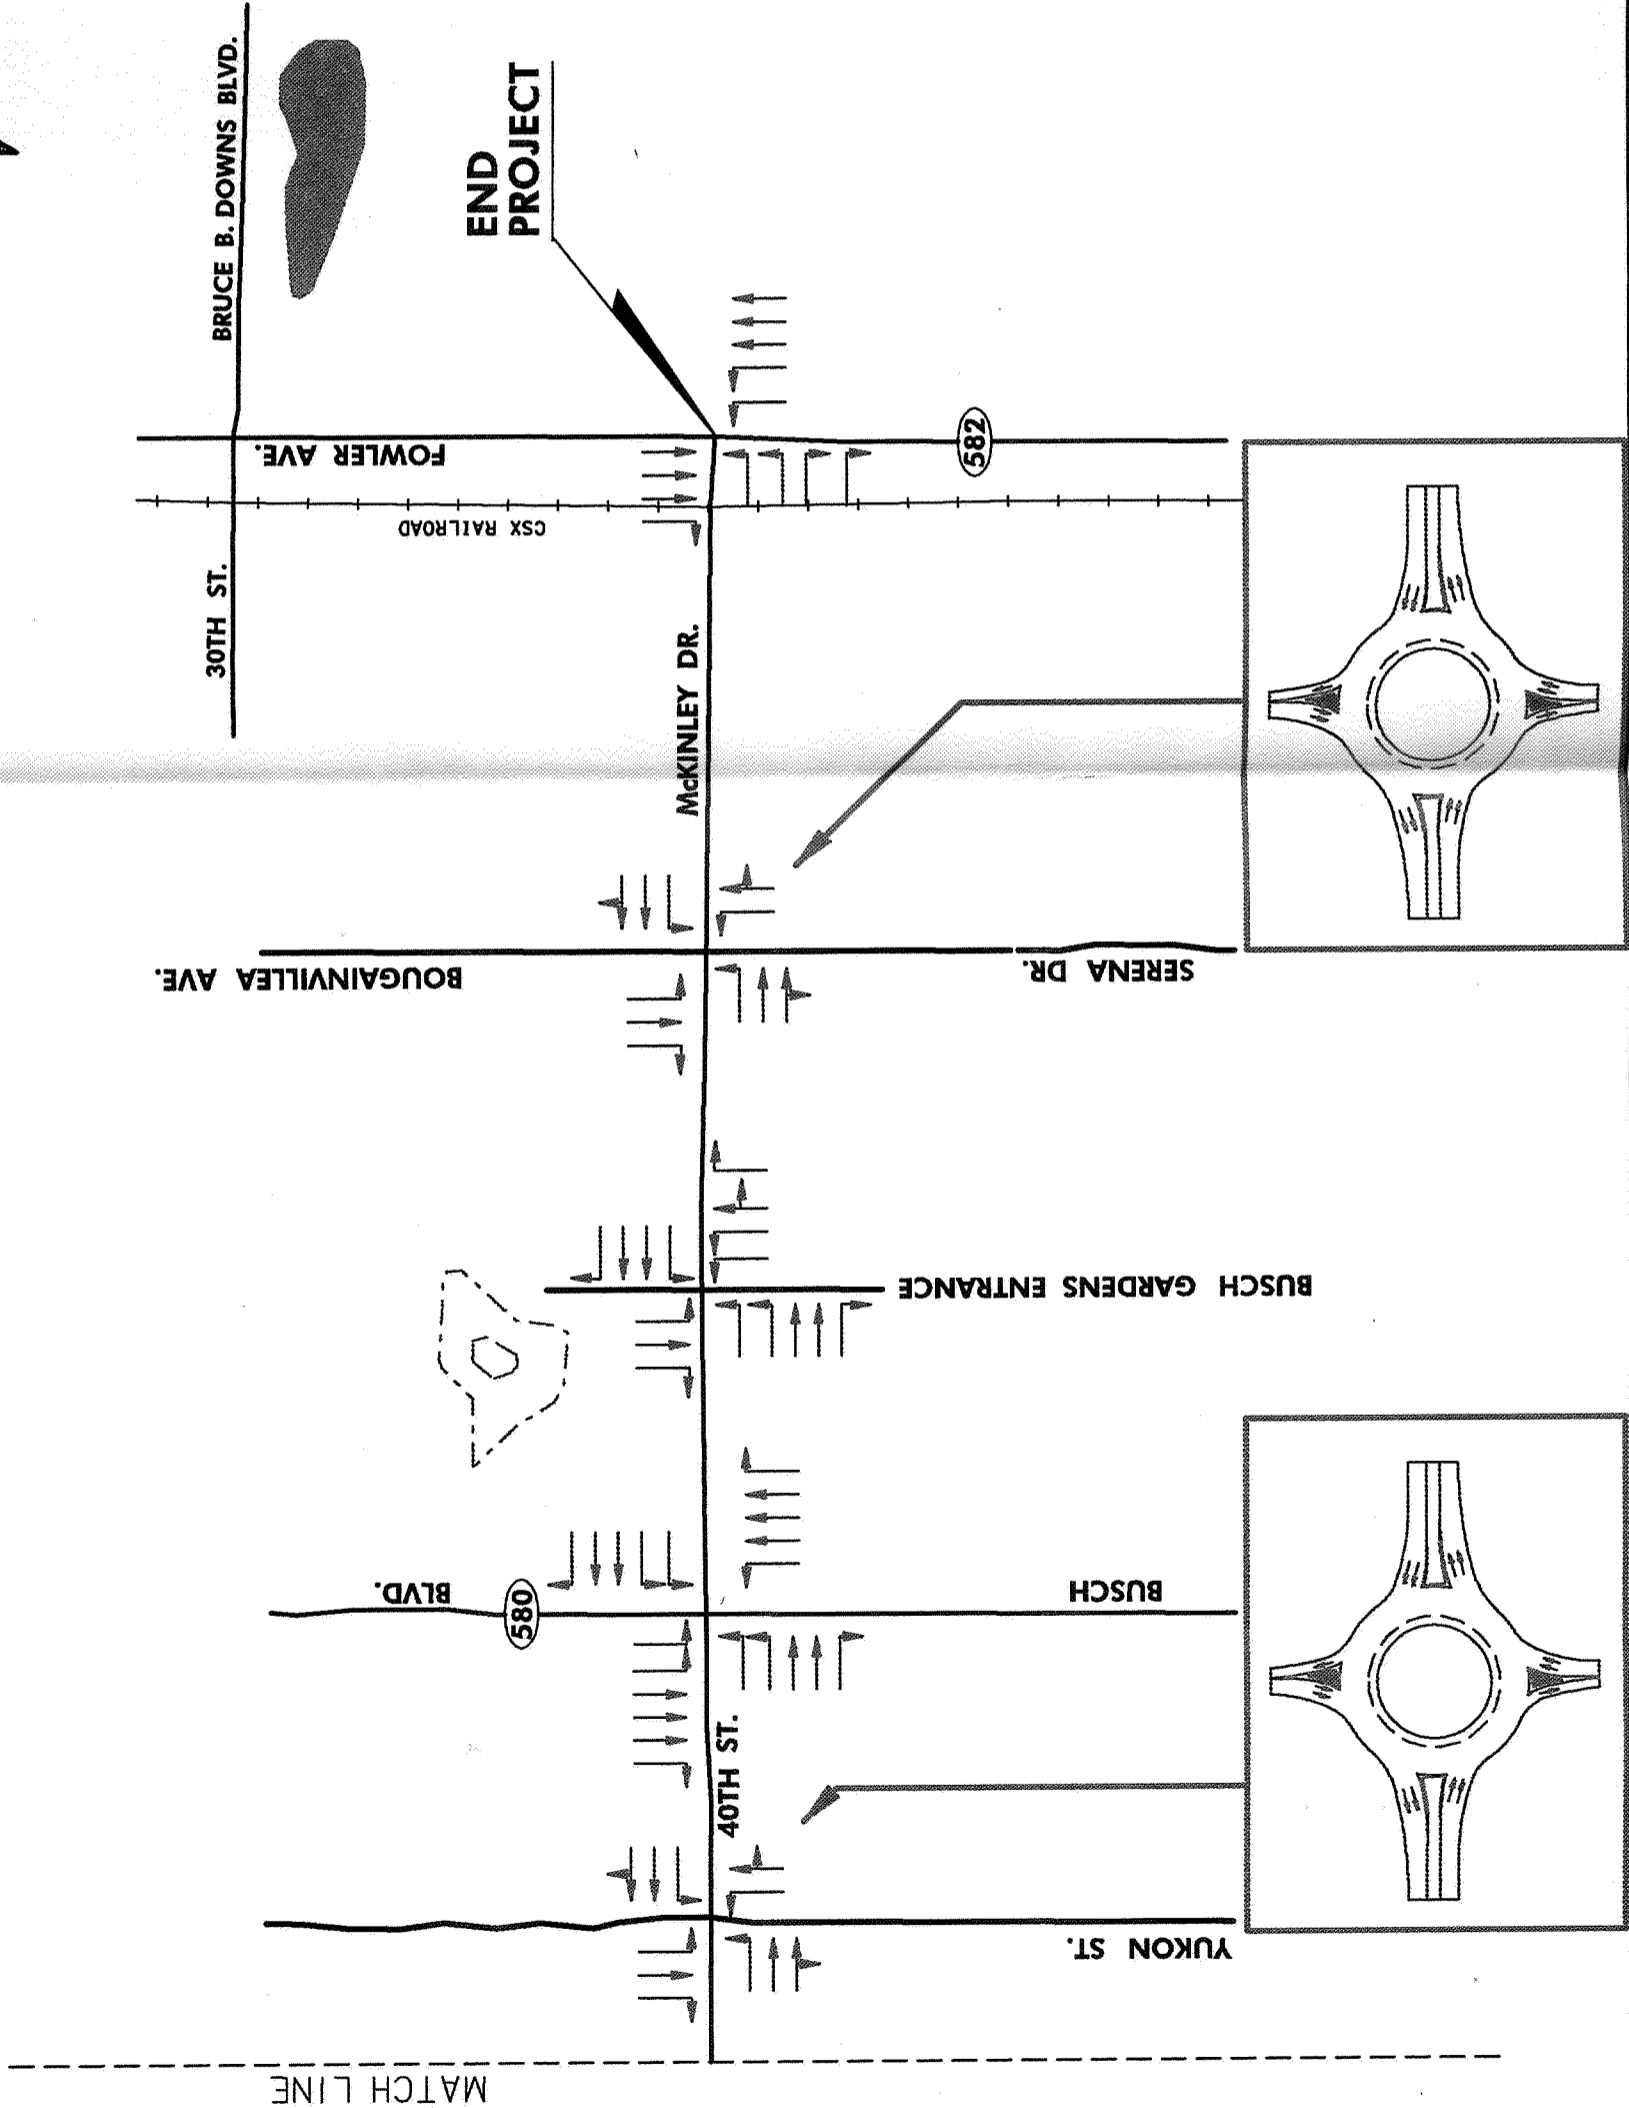 BRUCE B. DOWNS BLVD.
30TH ST.
END
PROJECT
FOWLER AVE.
582
CSX RAILROAD
McKINLEY DR.
BOUGAINVILLEA AVE.
SERENA DR.
BUSCH GARDENS ENTRANCE
BUSCH
BLVD.
580
40TH ST.
YUKON ST.
MATCH LINE